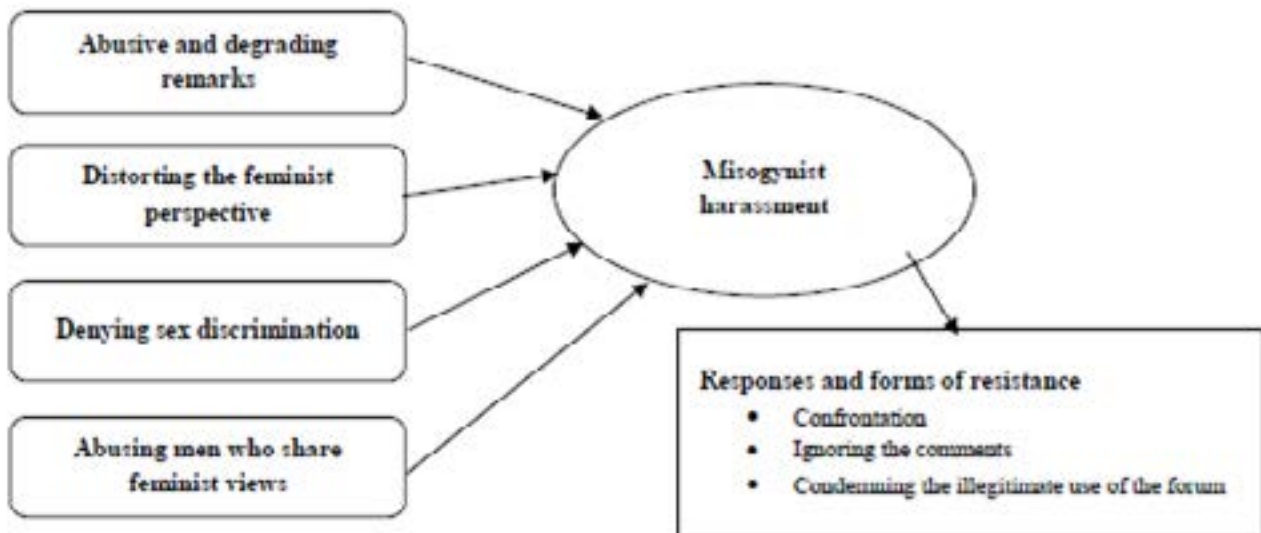 Abusive and degrading
remarks
Distorting the feminist
perspective
Denying sex discrimination
Abusing men who share
feminist views
Misogynist
harassment
Responses and forms of resistance
• Confrontation
• Ignoring the comments
• Condemning the illegitimate use of the forum